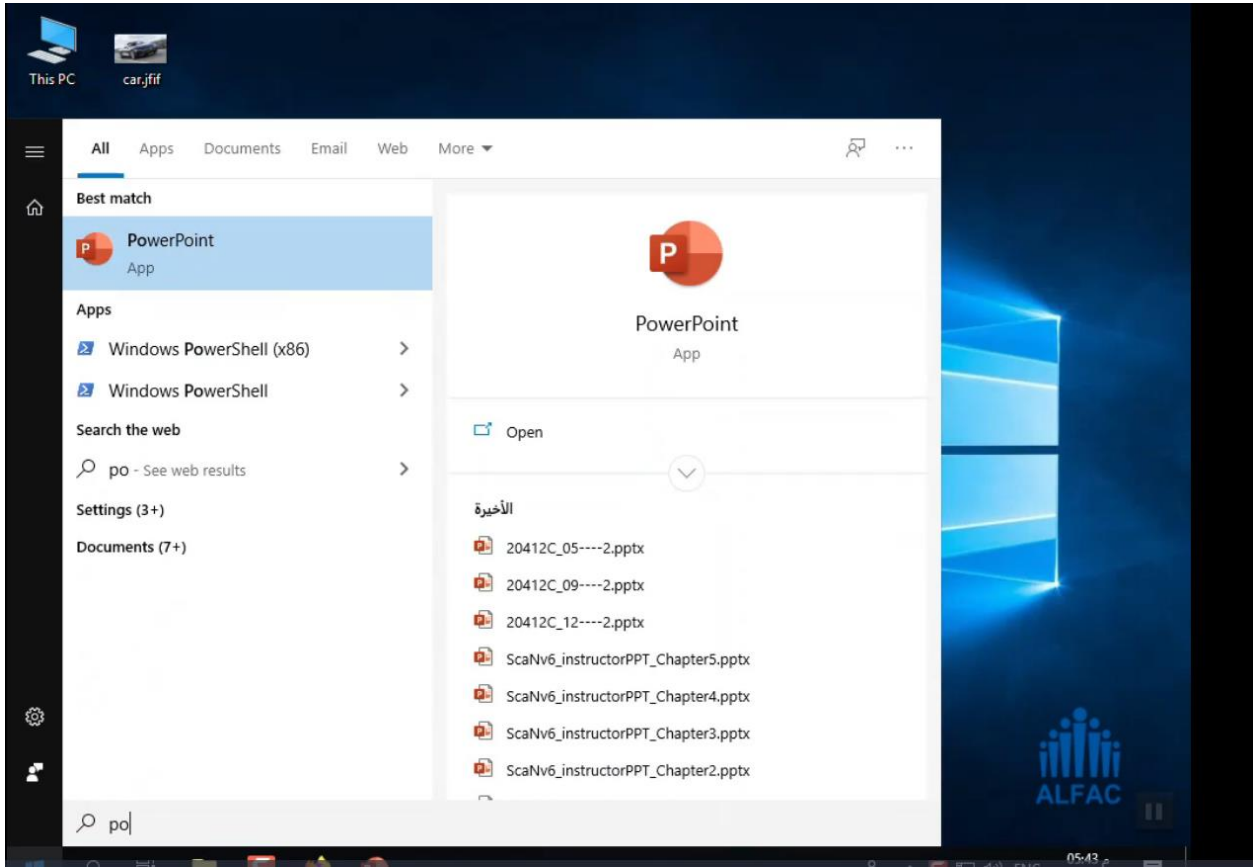 This PC
car.jfif
All Apps Documents Email Web More
Best match
PowerPoint
App
Apps
Windows PowerShell (x86)
Windows PowerShell
Search the web
po - See web results
Settings (3+)
Documents (7+)
PowerPoint
App
Open
الأخيرة
20412C_05----2.pptx
20412C_09----2.pptx
20412C_12----2.pptx
ScaNv6_instructorPPT_Chapter5.pptx
ScaNv6_instructorPPT_Chapter4.pptx
ScaNv6_instructorPPT_Chapter3.pptx
ScaNv6_instructorPPT_Chapter2.pptx
ALFAC
po
ENG
05:43 م